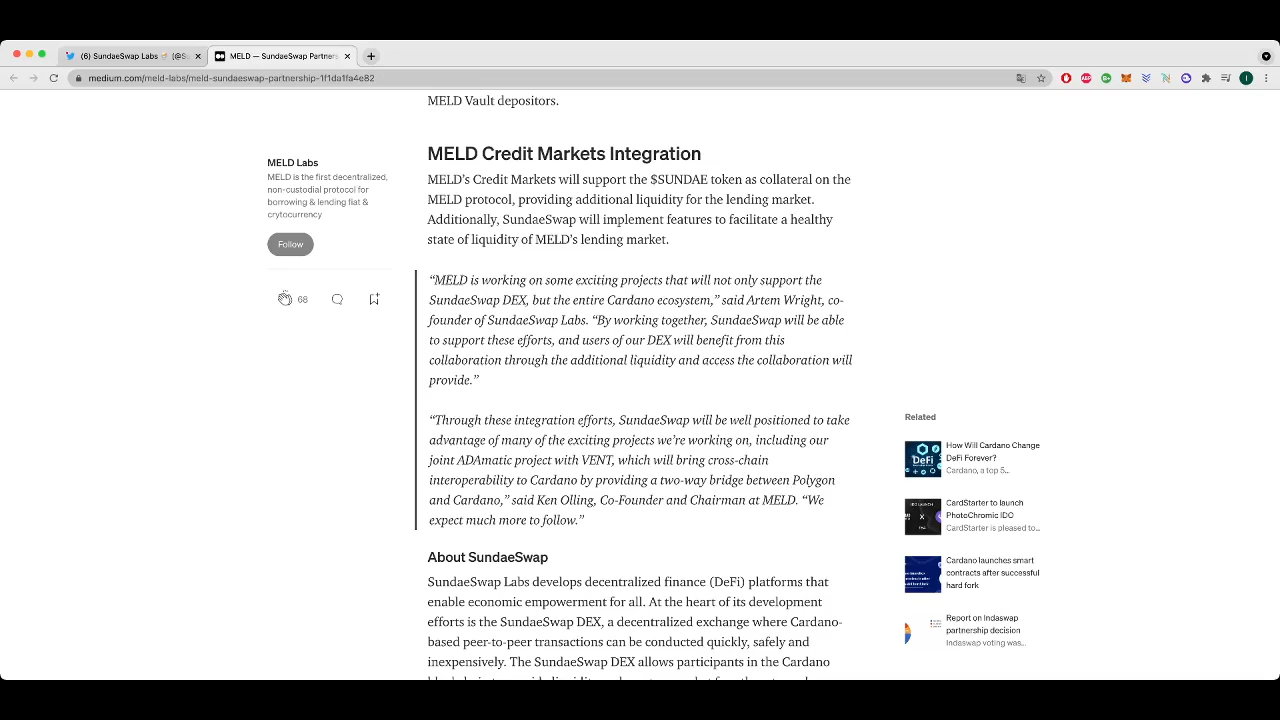 (6) SundaeSwap Labs
MELD — SundaeSwap Partners
medium.com/meld-labs/meld-sundaeswap-partnership-1f1da1fa4e82
MELD Vault depositors.
MELD Credit Markets Integration
MELD's Credit Markets will support the $SUNDAE token as collateral on the
MELD protocol, providing additional liquidity for the lending market.
Additionally, SundaeSwap will implement features to facilitate a healthy
state of liquidity of MELD's lending market.
MELD Labs
MELD is the first decentralized,
non-custodial protocol for
borrowing & lending fiat &
crytocurrency
Follow
68
“MELD is working on some exciting projects that will not only support the
SundaeSwap DEX, but the entire Cardano ecosystem,” said Artem Wright, co-
founder of SundaeSwap Labs. “By working together, SundaeSwap will be able
to support these efforts, and users of our DEX will benefit from this
collaboration through the additional liquidity and access the collaboration will
provide.”
“Through these integration efforts, SundaeSwap will be well positioned to take
advantage of many of the exciting projects we're working on, including our
joint ADAmatic project with VENT, which will bring cross-chain
interoperability to Cardano by providing a two-way bridge between Polygon
and Cardano,” said Ken Olling, Co-Founder and Chairman at MELD. “We
expect much more to follow.”
About SundaeSwap
SundaeSwap Labs develops decentralized finance (DeFi) platforms that
enable economic empowerment for all. At the heart of its development
efforts is the SundaeSwap DEX, a decentralized exchange where Cardano-
based peer-to-peer transactions can be conducted quickly, safely and
inexpensively. The SundaeSwap DEX allows participants in the Cardano
Related
How Will Cardano Change
DeFi Forever?
Cardano, a top 5...
CardStarter to launch
PhotoChromic IDO
CardStarter is pleased to...
Cardano launches smart
contracts after successful
hard fork
Report on Indaswap
partnership decision
Indaswap voting was...